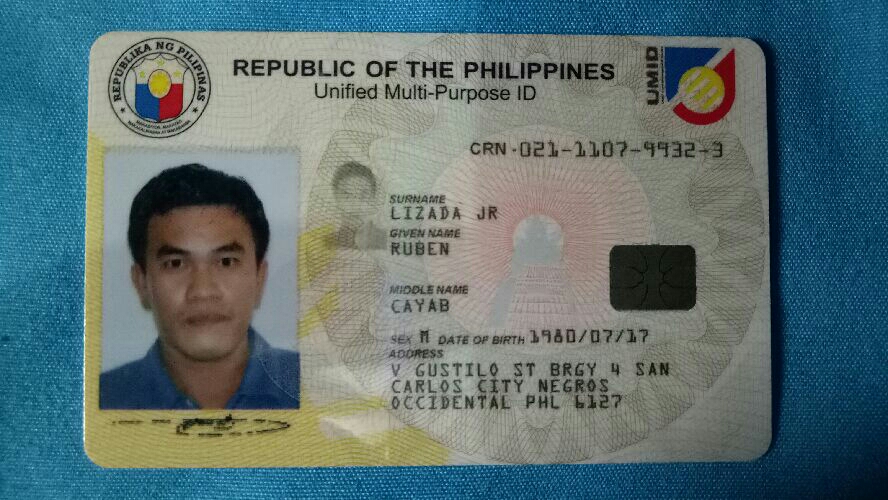 REPUBLIKA NG PILIPINAS
REPUBLIC OF THE PHILIPPINES
Unified Multi-Purpose ID
UMID
CRN-021-1107-9932-3
SURNAME
LIZADA JR
GIVEN NAME
RUBEN
MIDDLE NAME
CAYAB
SEX M DATE OF BIRTH 1980/07/17
ADDRESS
V GUSTILO ST BRGY 4 SAN
CARLOS CITY NEGROS
OCCIDENTAL PHL 6127